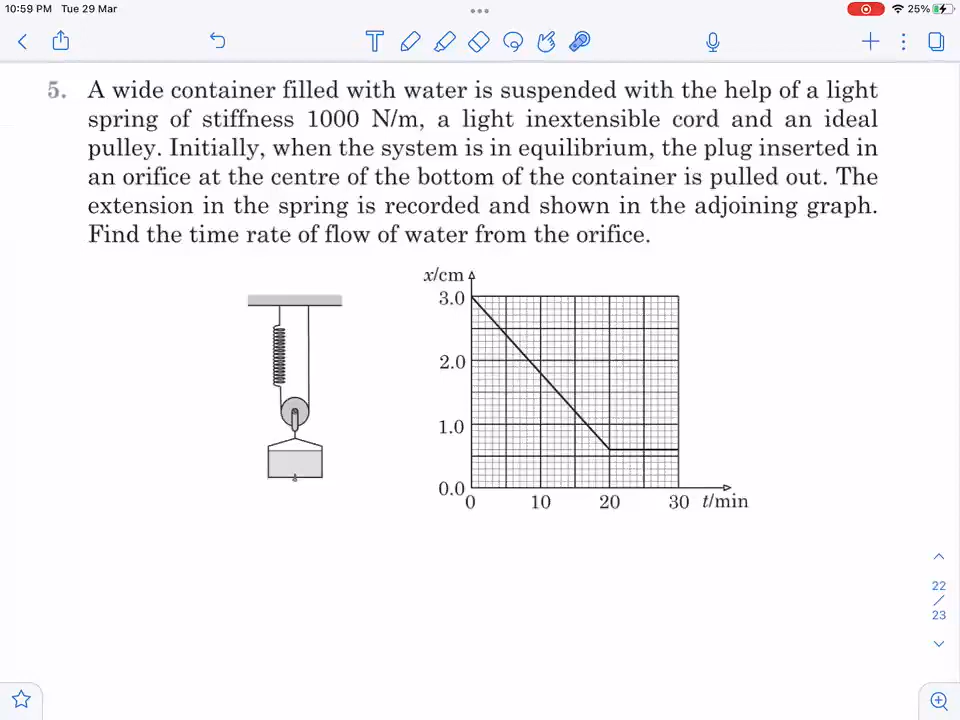 10:59 PM Tue 29 Mar
25%
5. A wide container filled with water is suspended with the help of a light
spring of stiffness 1000 N/m, a light inextensible cord and an ideal
pulley. Initially, when the system is in equilibrium, the plug inserted in
an orifice at the centre of the bottom of the container is pulled out. The
extension in the spring is recorded and shown in the adjoining graph.
Find the time rate of flow of water from the orifice.
x/cm
3.0
2.0
1.0
0.0
0 10 20 30 t/min
22
/
23